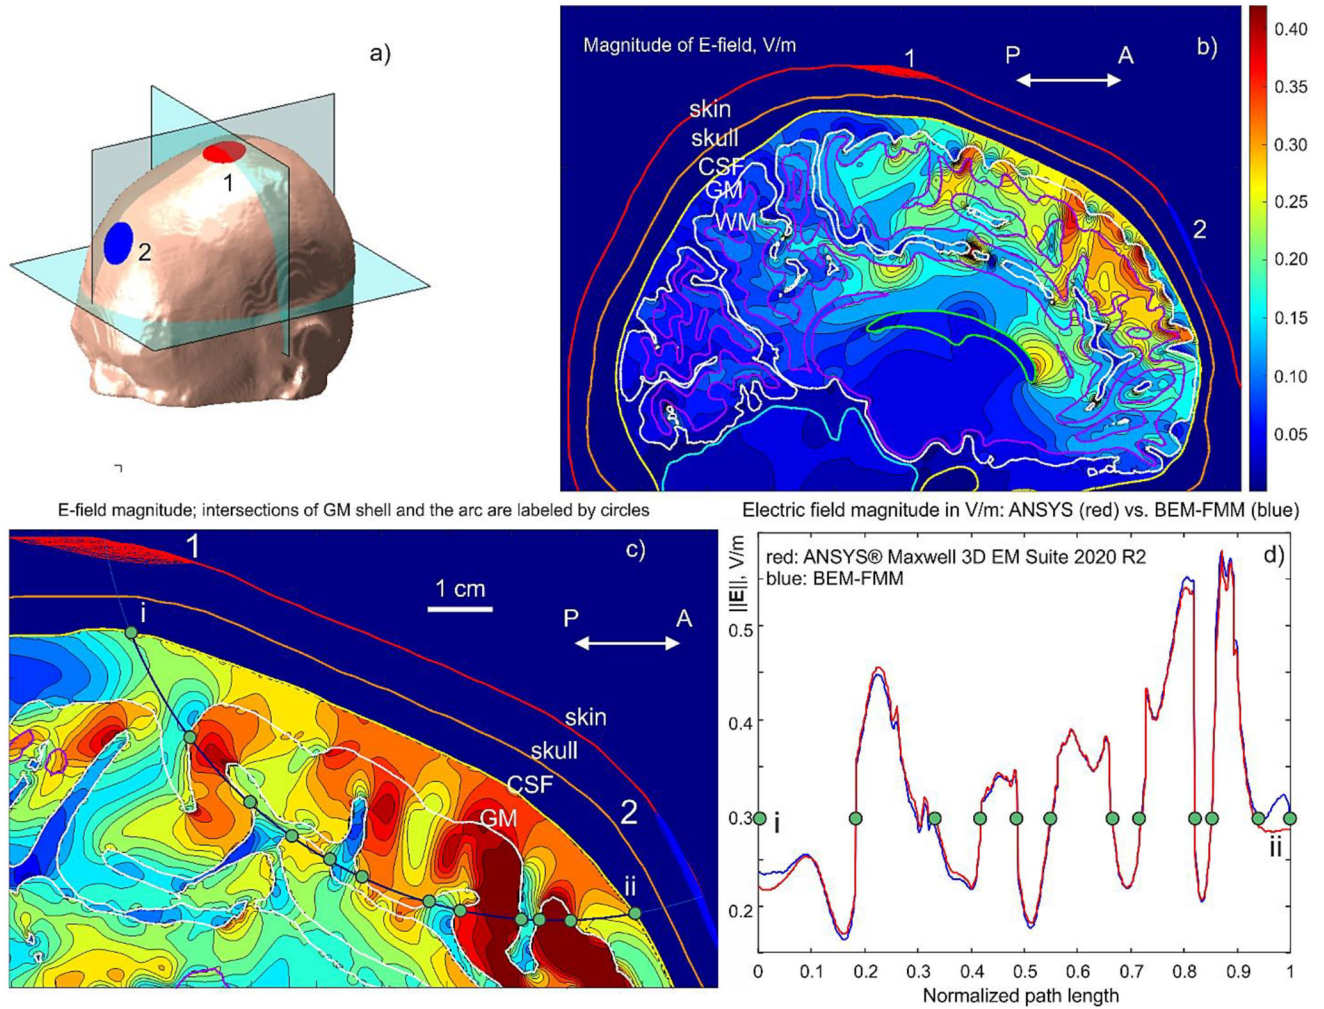 a)
1
2
Magnitude of E-field, V/m
1
P
A
b)
skin
skull
CSF
GM
WM
2
0.40
0.35
0.30
0.25
0.20
0.15
0.10
0.05
E-field magnitude; intersections of GM shell and the arc are labeled by circles
1
c)
i
1 cm
P
A
skin
skull
CSF
GM
2
ii
Electric field magnitude in V/m: ANSYS (red) vs. BEM-FMM (blue)
red: ANSYS® Maxwell 3D EM Suite 2020 R2
blue: BEM-FMM
d)
||E||, V/m
0.5
0.4
0.3
0.2
i
ii
0
0.1
0.2
0.3
0.4
0.5
0.6
0.7
0.8
0.9
1
Normalized path length